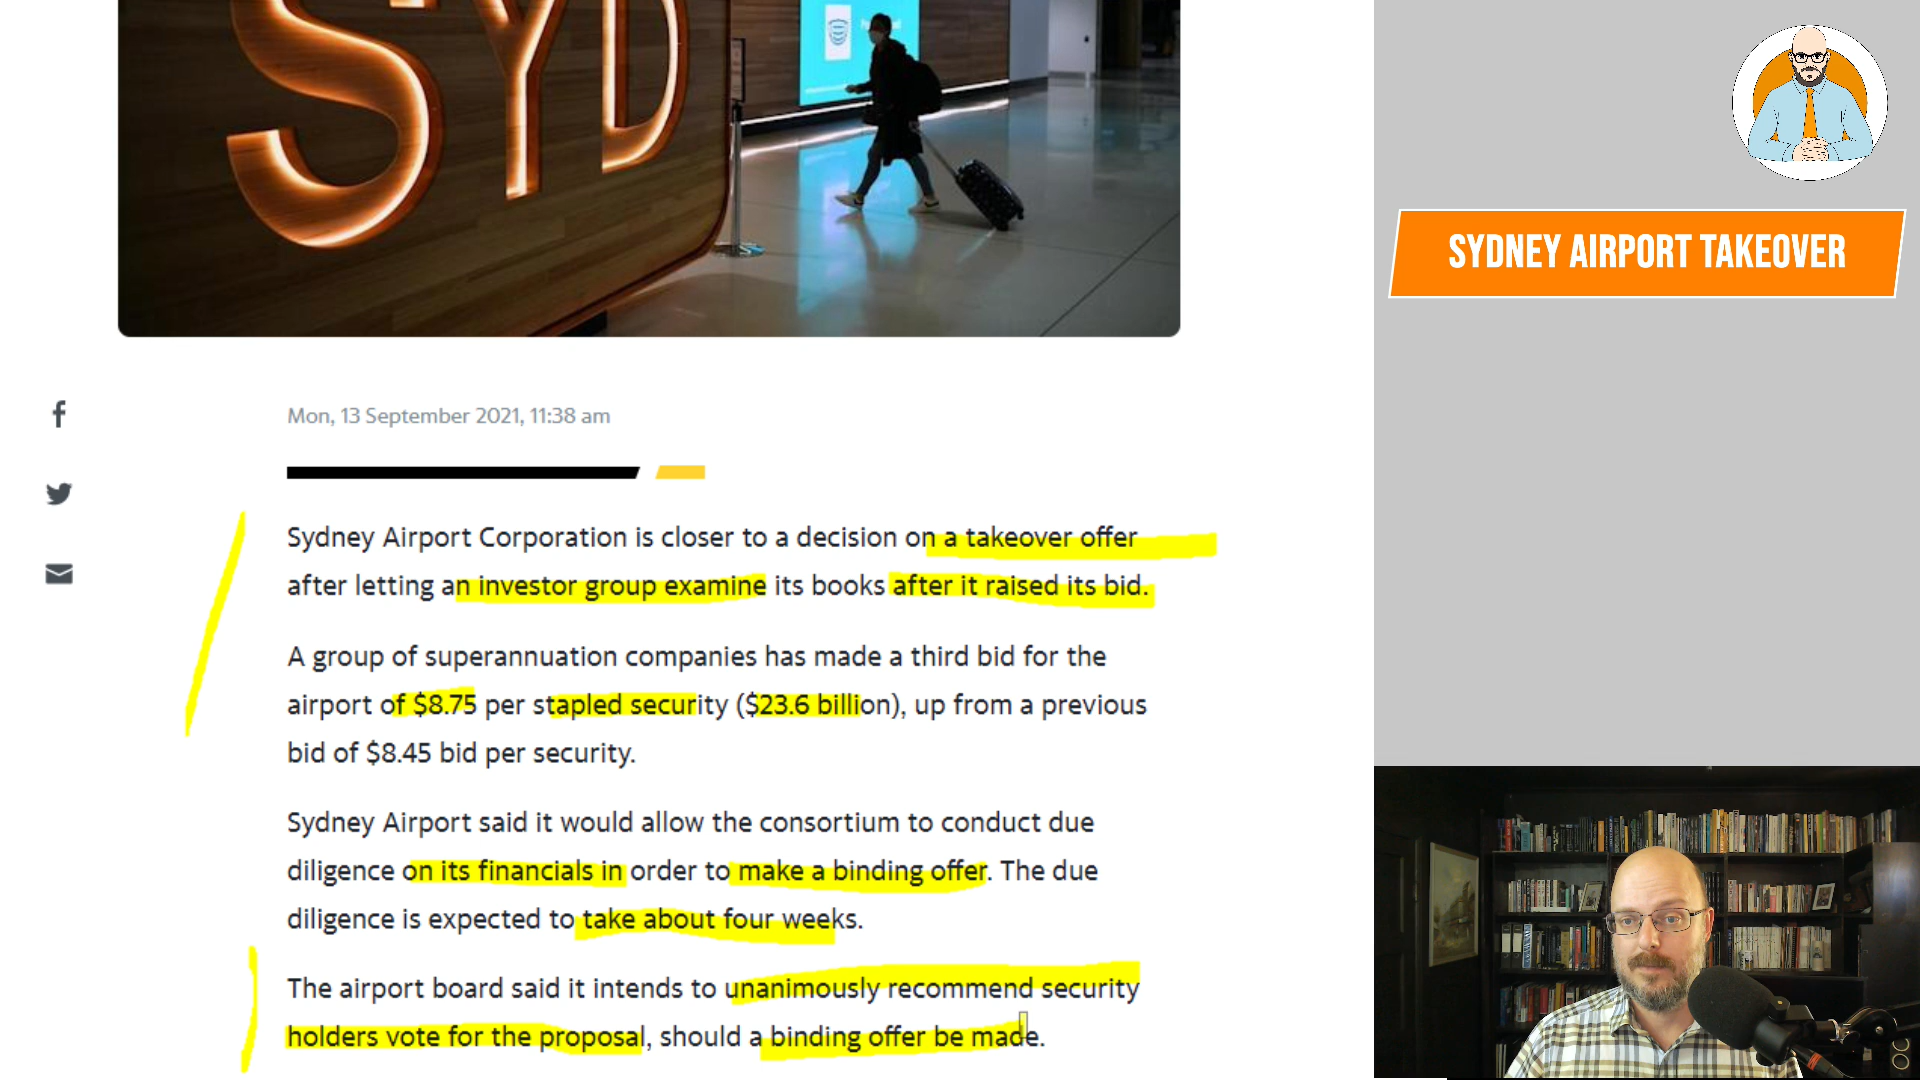 SYD
SYDNEY AIRPORT TAKEOVER
Mon, 13 September 2021, 11:38 am
Sydney Airport Corporation is closer to a decision on a takeover offer
after letting an investor group examine its books after it raised its bid.
A group of superannuation companies has made a third bid for the
airport of $8.75 per stapled security ($23.6 billion), up from a previous
bid of $8.45 bid per security.
Sydney Airport said it would allow the consortium to conduct due
diligence on its financials in order to make a binding offer. The due
diligence is expected to take about four weeks.
The airport board said it intends to unanimously recommend security
holders vote for the proposal, should a binding offer be made.